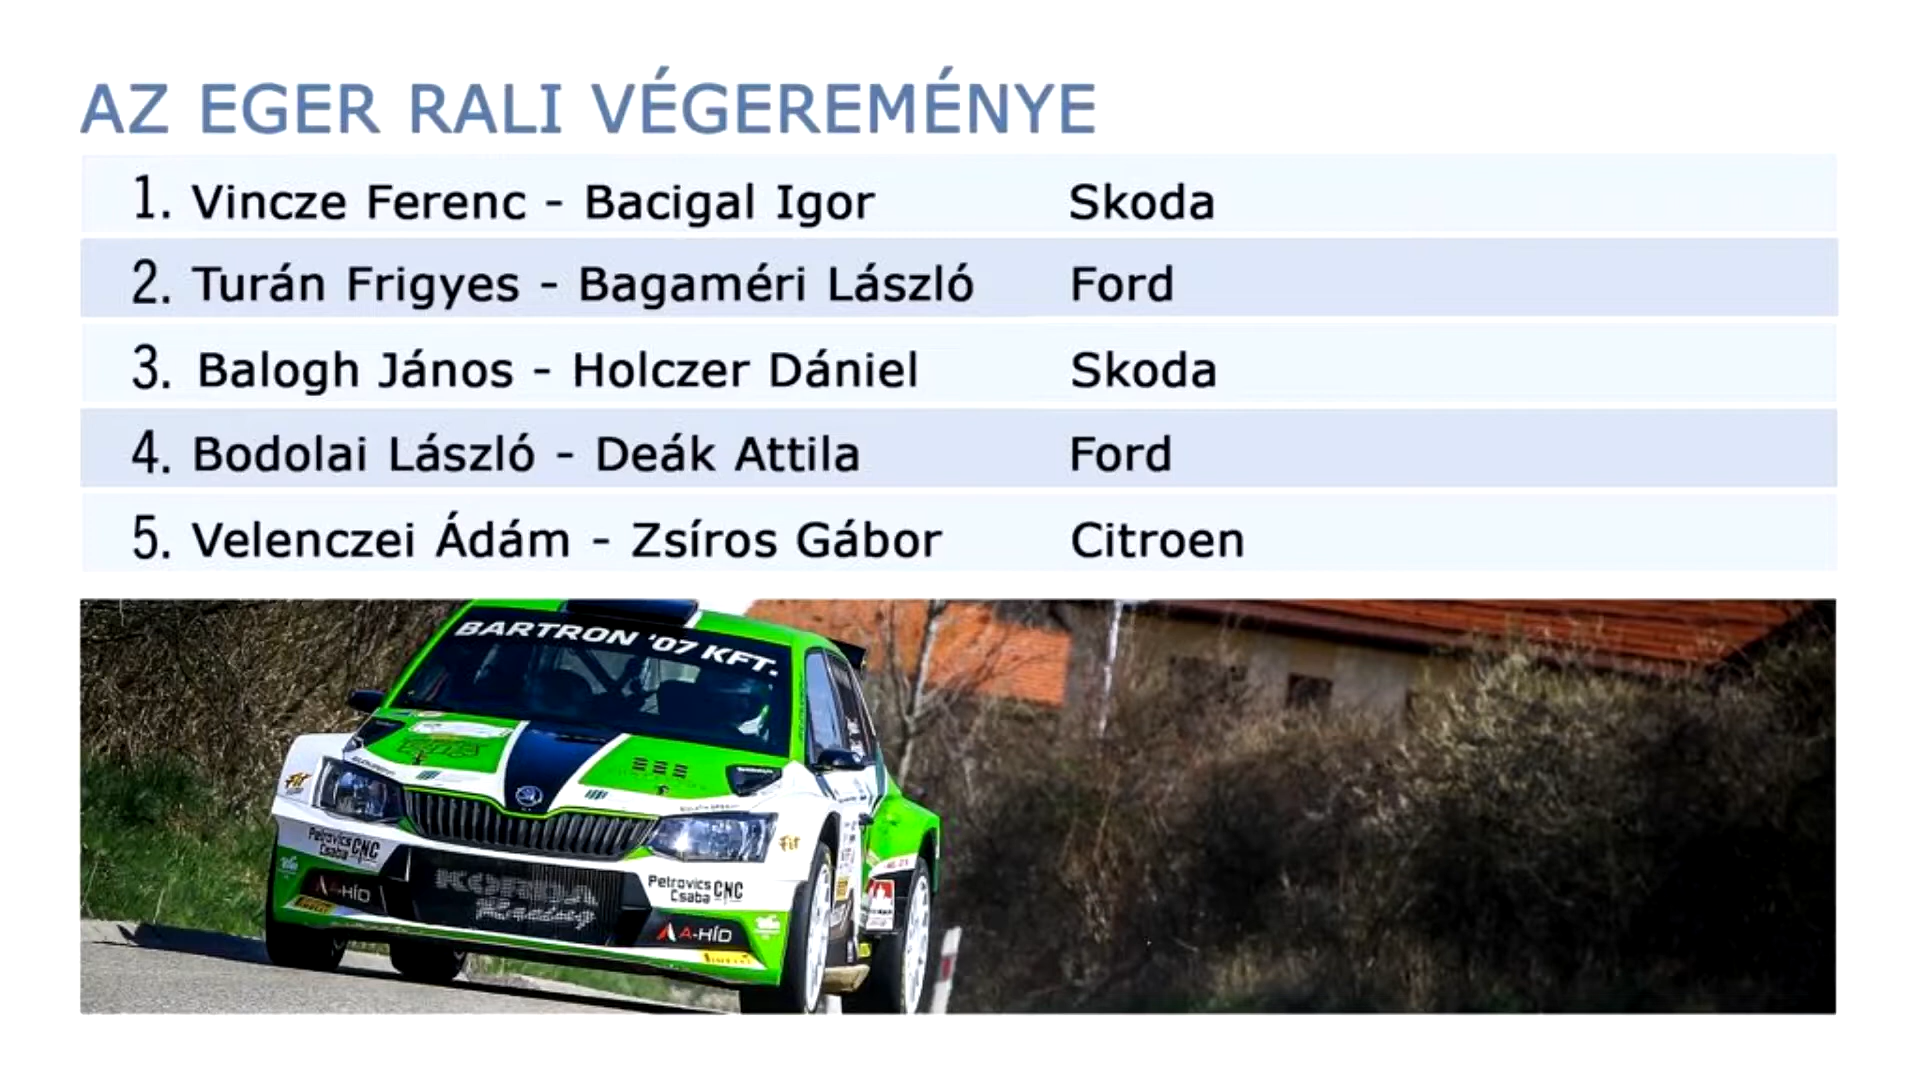 AZ EGER RALI VÉGEREMÉNYE
1. Vincze Ferenc - Bacigal Igor Skoda
2. Turán Frigyes - Bagaméri László Ford
3. Balogh János - Holczer Dániel Skoda
4. Bodolai László - Deák Attila Ford
5. Velenczei Ádám - Zsíros Gábor Citroen
BARTRON '07 KFT.
Petrovics Csaba CNC
A-HÍD
KORDA
Racing
Petrovics Csaba CNC
A-HÍD